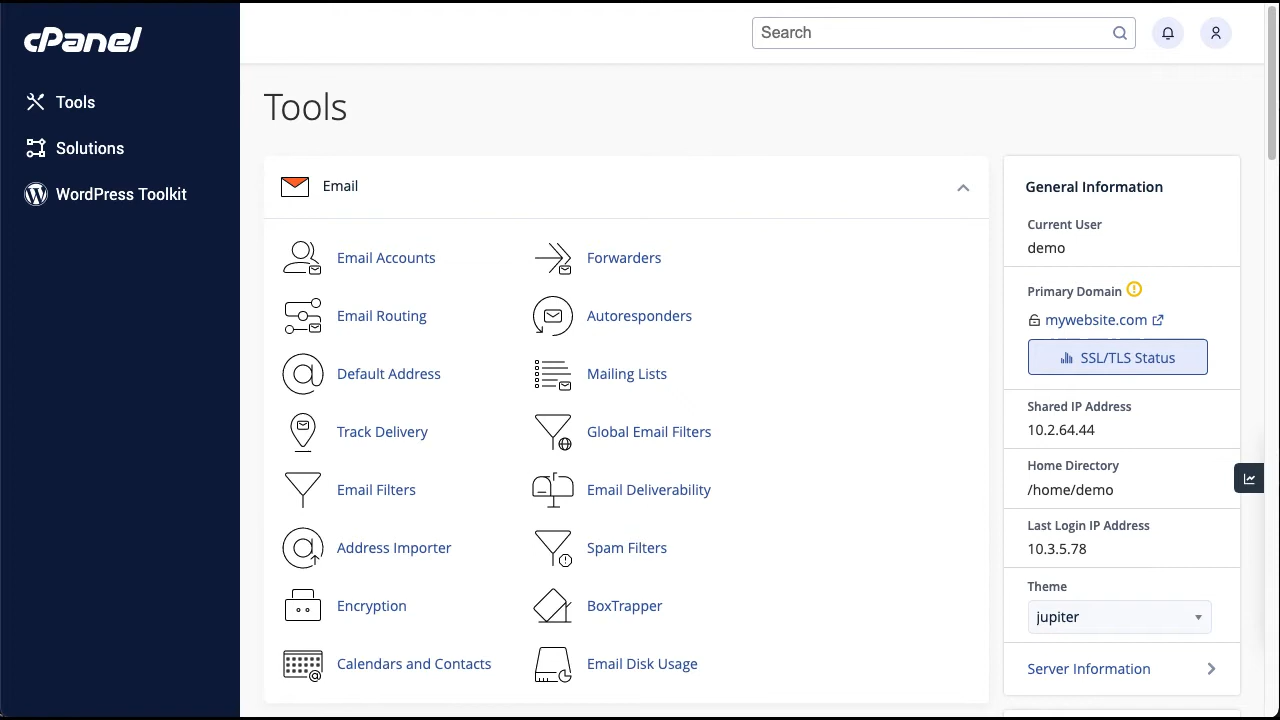 cPanel
Search
Tools
Solutions
WordPress Toolkit
Tools
Email
Email Accounts
Forwarders
Email Routing
Autoresponders
Default Address
Mailing Lists
Track Delivery
Global Email Filters
Email Filters
Email Deliverability
Address Importer
Spam Filters
Encryption
BoxTrapper
Calendars and Contacts
Email Disk Usage
General Information
Current User
demo
Primary Domain
mywebsite.com
SSL/TLS Status
Shared IP Address
10.2.64.44
Home Directory
/home/demo
Last Login IP Address
10.3.5.78
Theme
jupiter
Server Information